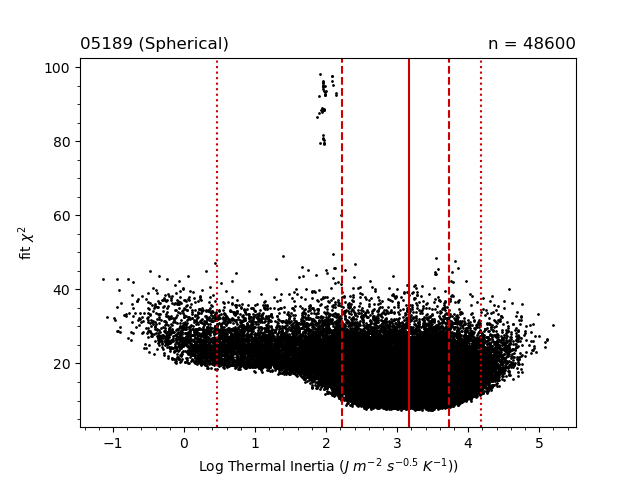 05189 (Spherical)
n = 48600
fit χ²
100
80
60
40
20
−1 0 1 2 3 4 5
Log Thermal Inertia (J m⁻² s⁻⁰·⁵ K⁻¹))